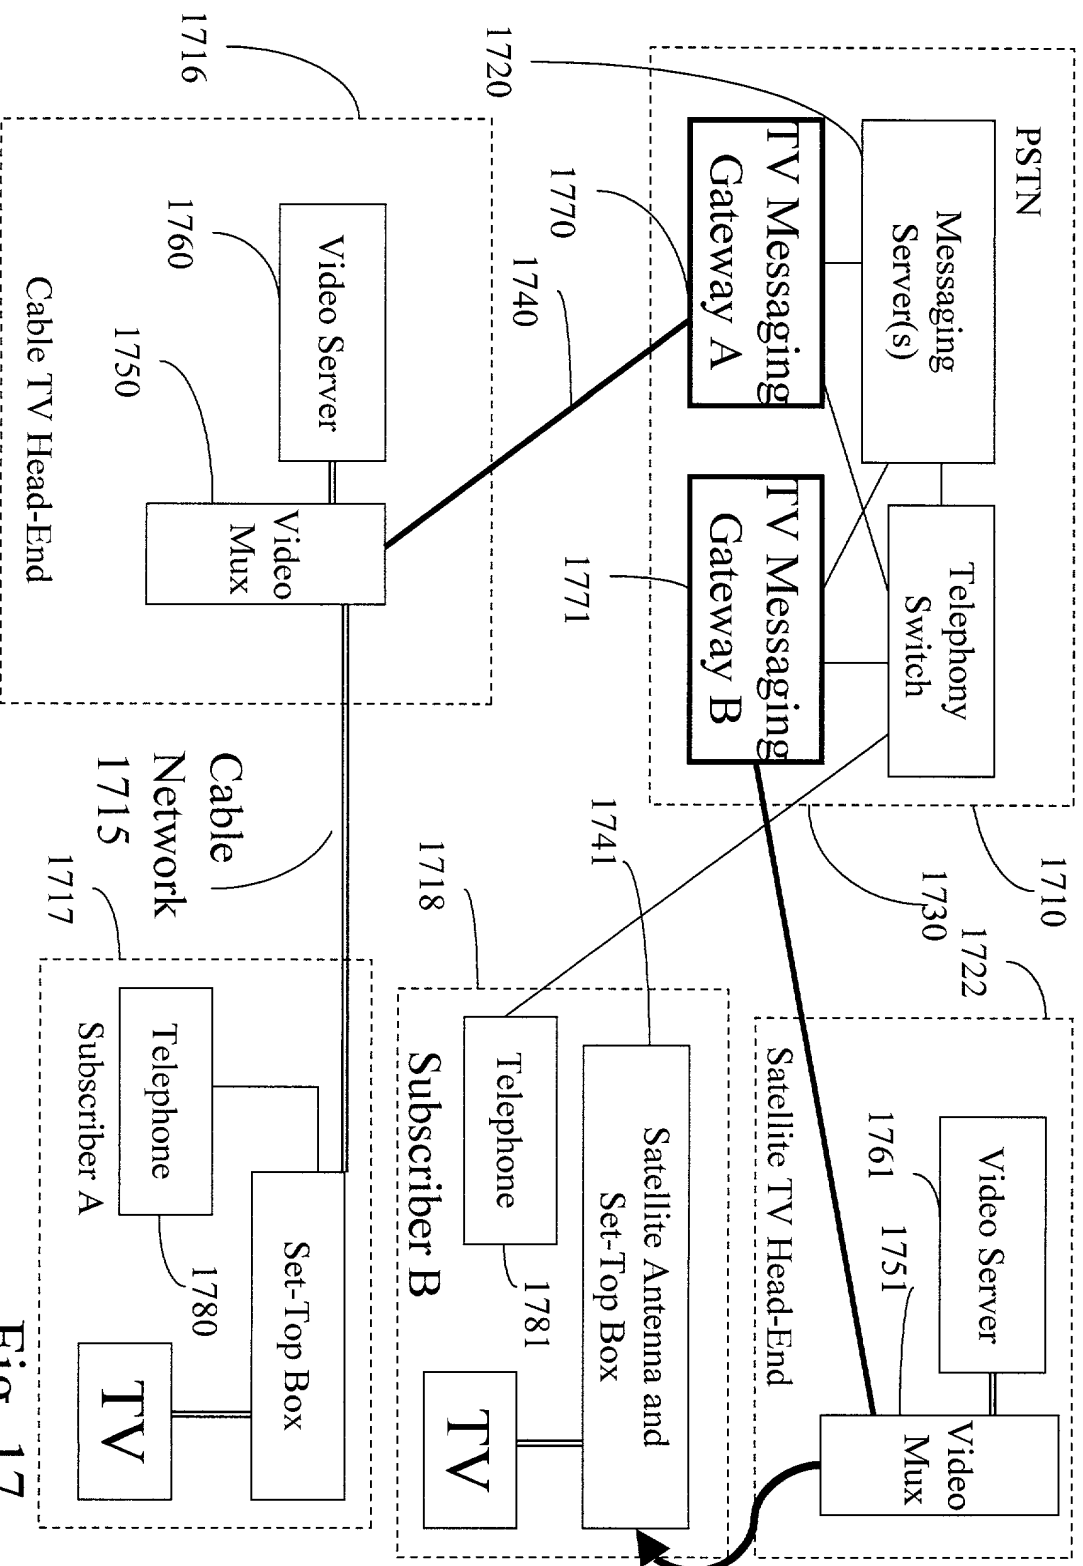 PSTN
Messaging
Server(s)
Telephony
Switch
TV Messaging
Gateway A
TV Messaging
Gateway B
1720
1770
1740
1771
1710
1730
1722
1716
Video Server
1760
1750
Video
Mux
Cable TV Head-End
Cable
Network
1715
Video Server
1761
1751
Video
Mux
Satellite TV Head-End
1741
1718
Satellite Antenna and
Set-Top Box
Telephone
1781
TV
Subscriber B
1717
Set-Top Box
Telephone
1780
TV
Subscriber A
Fig. 17